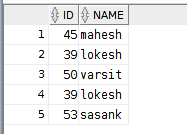 ID NAME
1 45 mahesh
2 39 lokesh
3 50 varsit
4 39 lokesh
5 53 sasank